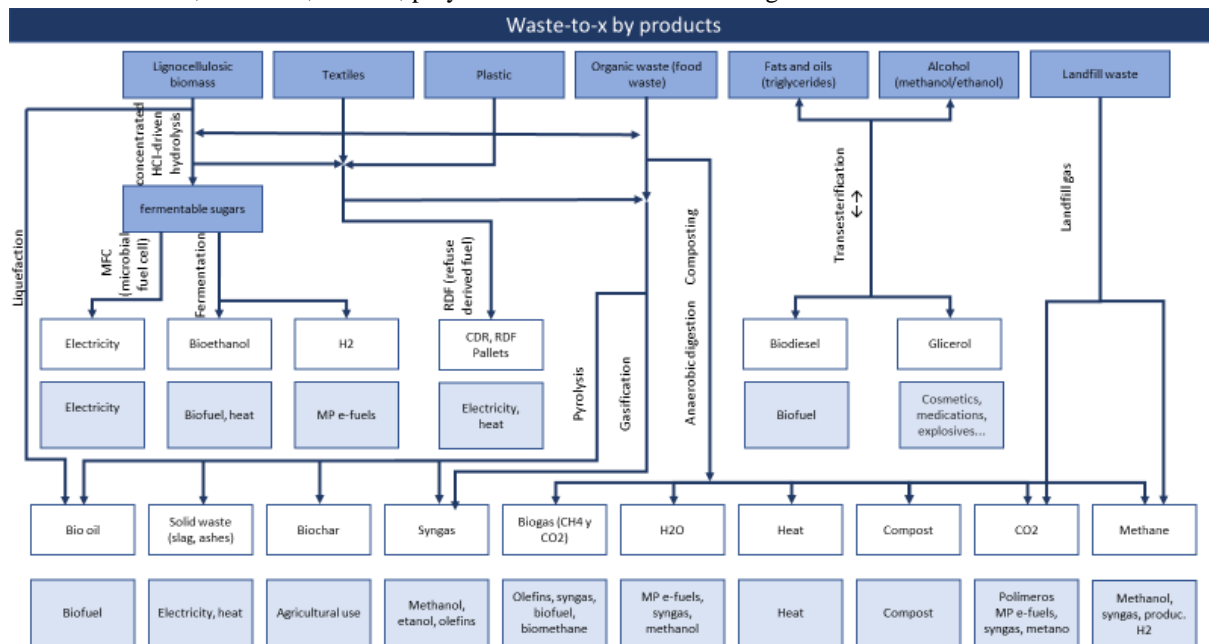 Waste-to-x by products
Lignocellulosic
biomass
Textiles
Plastic
Organic waste (food
waste)
Fats and oils
(triglycerides)
Alcohol
(methanol/ethanol)
Landfill waste
concentrated
HCl-driven
hydrolysis
fermentable sugars
Liquefaction
MFC
(microbial
fuel cell)
Fermentation
RDF (refuse
derived fuel)
Pyrolysis
Gasification
Anaerobic digestion
Composting
Transesterification
←→
Landfill gas
Electricity
Bioethanol
H2
CDR, RDF
Pallets
Biodiesel
Glicerol
Electricity
Biofuel, heat
MP e-fuels
Electricity,
heat
Biofuel
Cosmetics,
medications,
explosives...
Bio oil
Solid waste
(slag, ashes)
Biochar
Syngas
Biogas (CH4 y
CO2)
H2O
Heat
Compost
CO2
Methane
Biofuel
Electricity, heat
Agricultural use
Methanol,
etanol, olefins
Olefins, syngas,
biofuel,
biomethane
MP e-fuels,
syngas,
methanol
Heat
Compost
Polímeros
MP e-fuels,
syngas, metano
Methanol,
syngas, produc.
H2